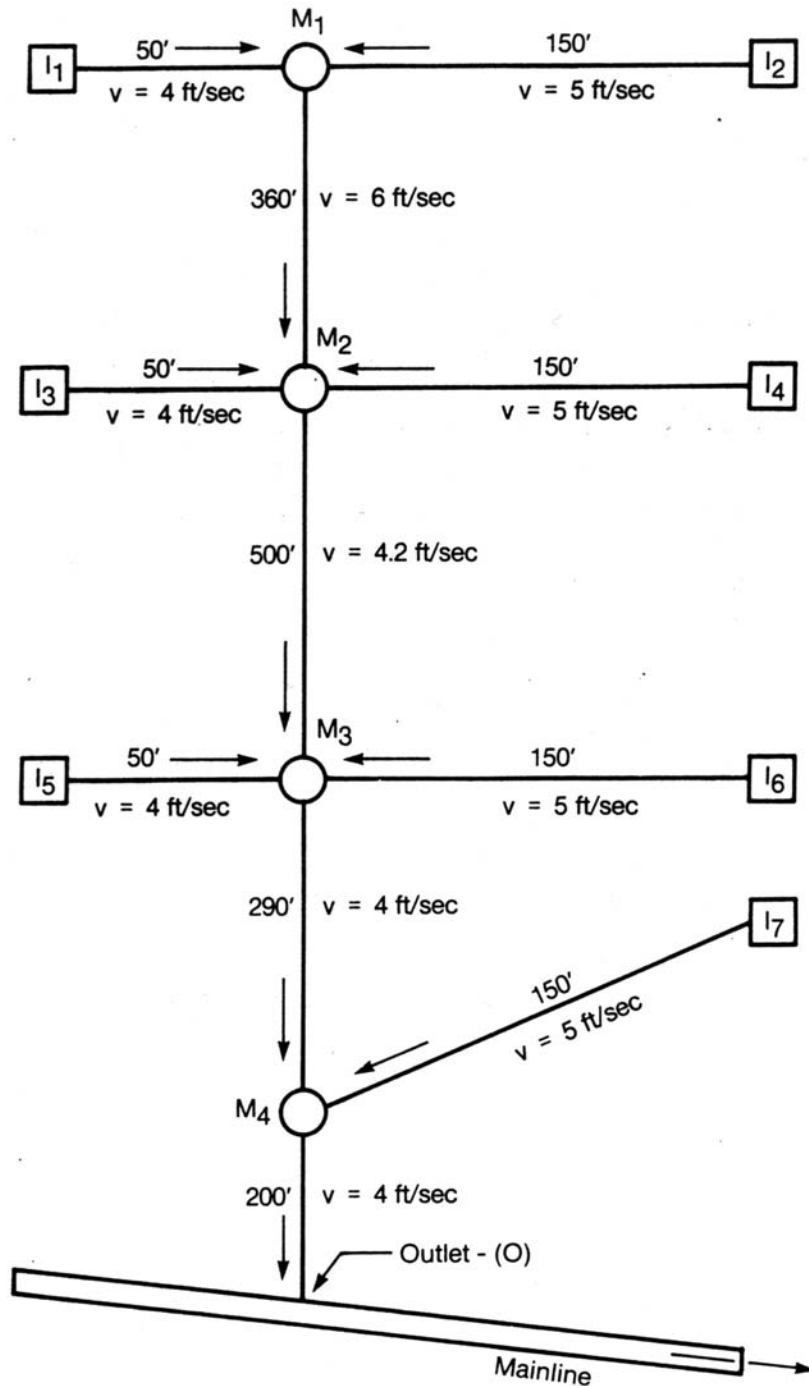 M1
I1 50' 150' I2
v = 4 ft/sec v = 5 ft/sec
360' v = 6 ft/sec
M2
I3 50' 150' I4
v = 4 ft/sec v = 5 ft/sec
500' v = 4.2 ft/sec
M3
I5 50' 150' I6
v = 4 ft/sec v = 5 ft/sec
290' v = 4 ft/sec
I7
150'
v = 5 ft/sec
M4
200' v = 4 ft/sec
Outlet - (O)
Mainline